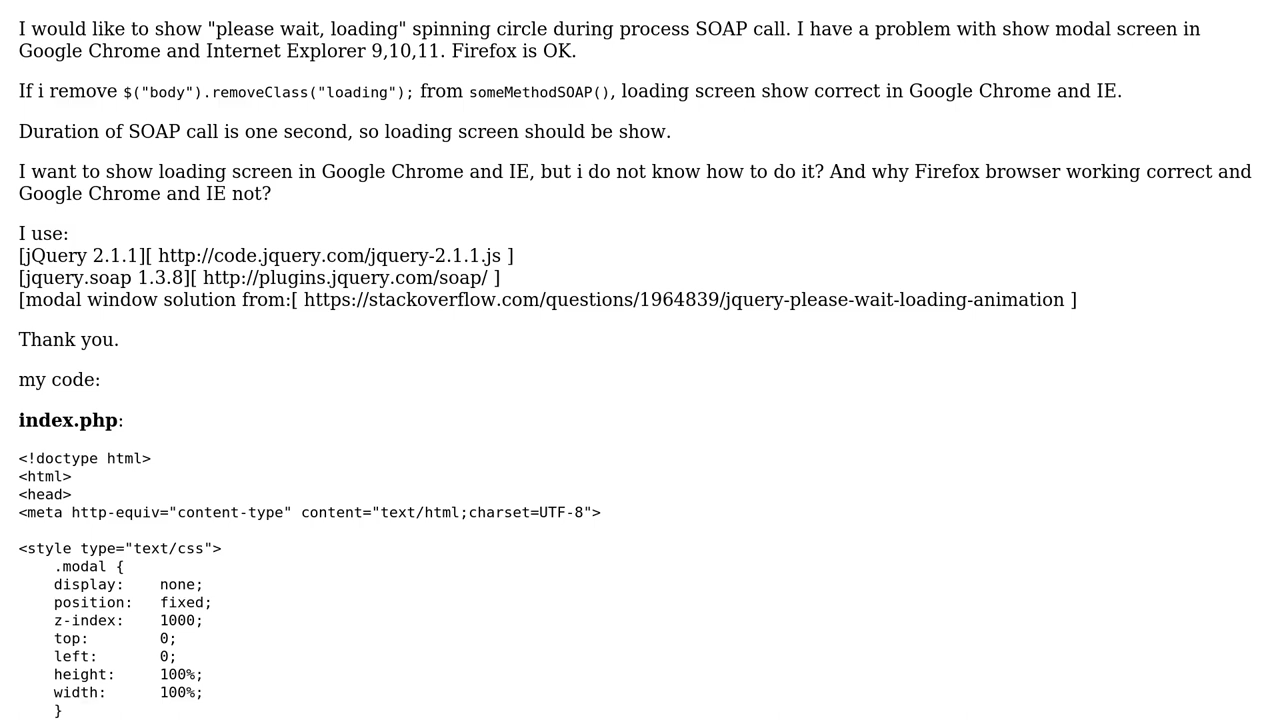 I would like to show "please wait, loading" spinning circle during process SOAP call. I have a problem with show modal screen in
Google Chrome and Internet Explorer 9,10,11. Firefox is OK.
If i remove $("body").removeClass("loading"); from someMethodSOAP(), loading screen show correct in Google Chrome and IE.
Duration of SOAP call is one second, so loading screen should be show.
I want to show loading screen in Google Chrome and IE, but i do not know how to do it? And why Firefox browser working correct and
Google Chrome and IE not?
I use:
[jQuery 2.1.1][ http://code.jquery.com/jquery-2.1.1.js ]
[jquery.soap 1.3.8][ http://plugins.jquery.com/soap/ ]
[modal window solution from:[ https://stackoverflow.com/questions/1964839/jquery-please-wait-loading-animation ]
Thank you.
my code:
index.php:
<!doctype html>
<html>
<head>
<meta http-equiv="content-type" content="text/html;charset=UTF-8">
<style type="text/css">
    .modal {
    display:    none;
    position:   fixed;
    z-index:    1000;
    top:        0;
    left:       0;
    height:     100%;
    width:      100%;
    }